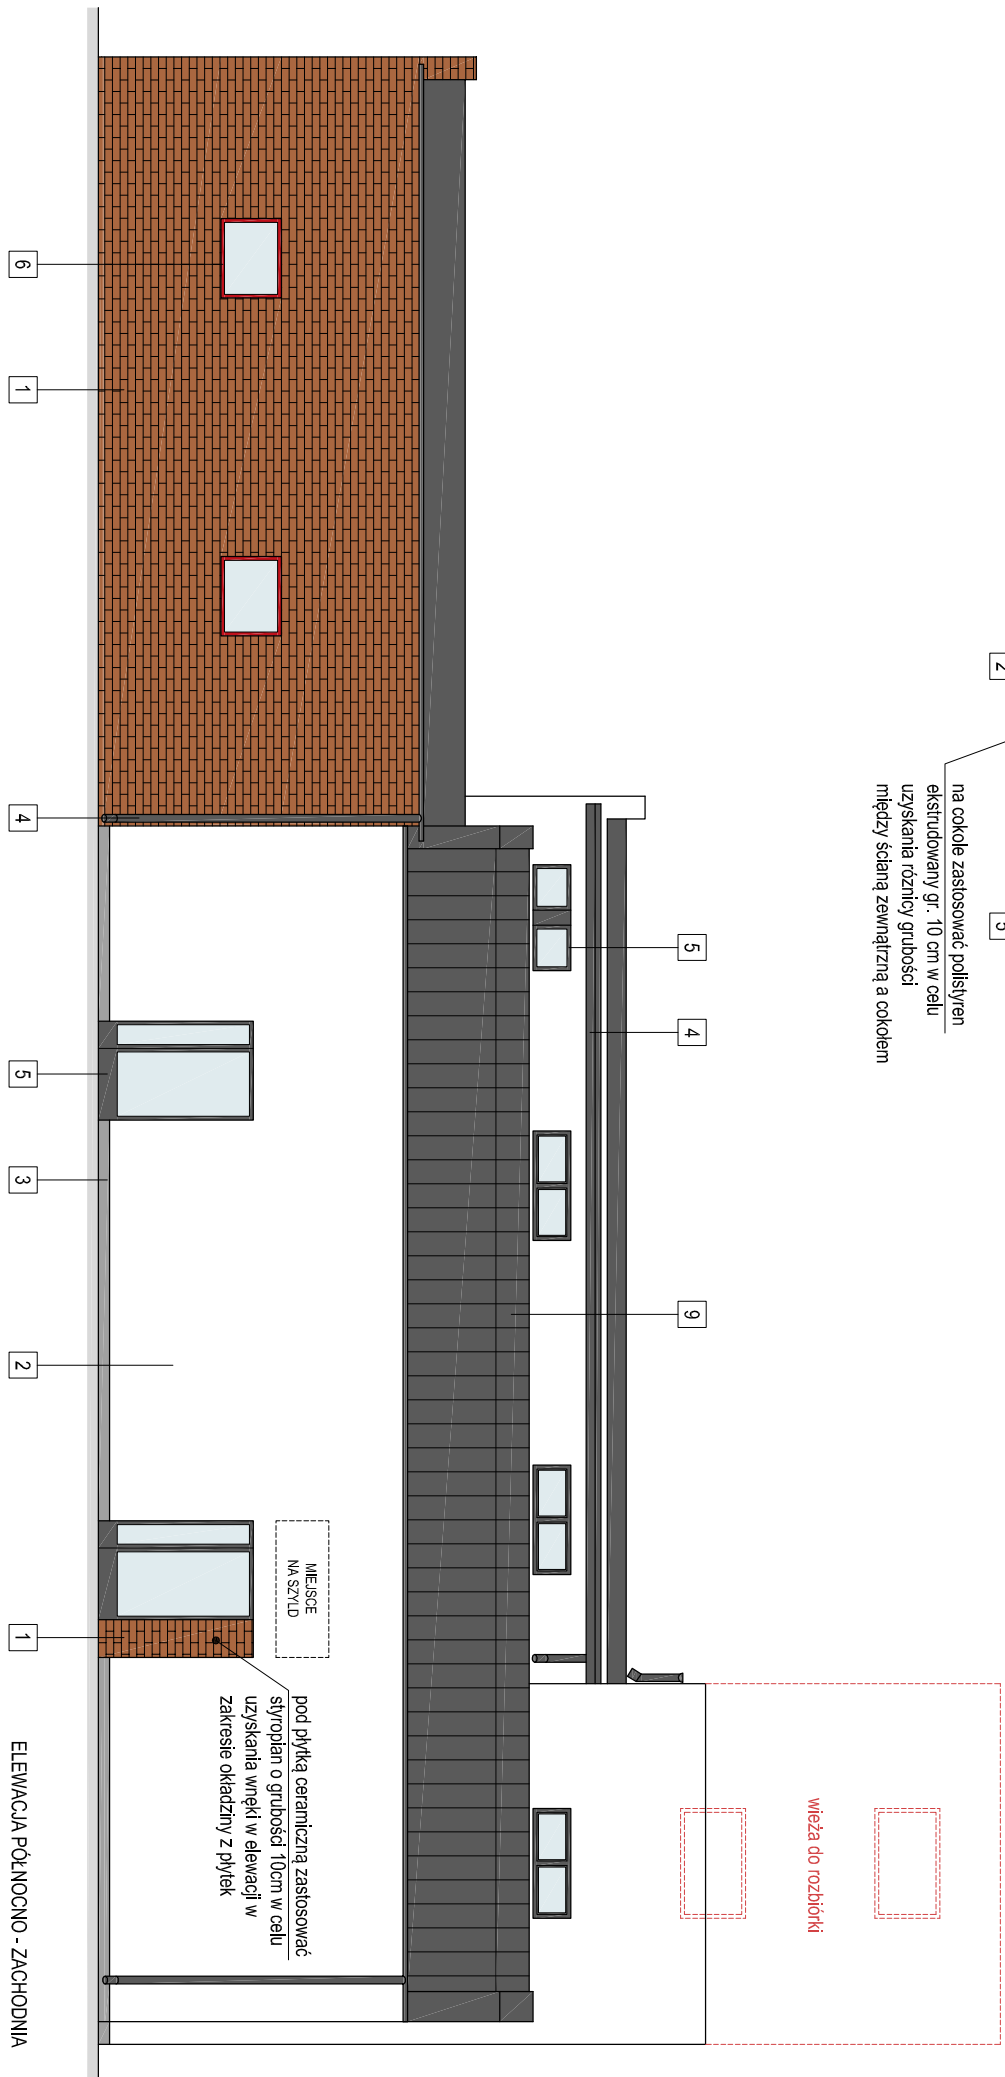 2
5
na cokole zastosować polistyren
ekstrudowany gr. 10 cm w celu
uzyskania róznicy grubości
między ścianą zewnątrzną a cokołem
wieża do rozbiórki
5
4
9
MIEJSCE
NA SZYLD
pod płytką ceramiczną zastosować
styropian o grubości 10cm w celu
uzyskania wnęki w elewacji w
zakresie okładziny z płytek
6
1
4
5
3
2
1
ELEWACJA PÓŁNOCNO - ZACHODNIA